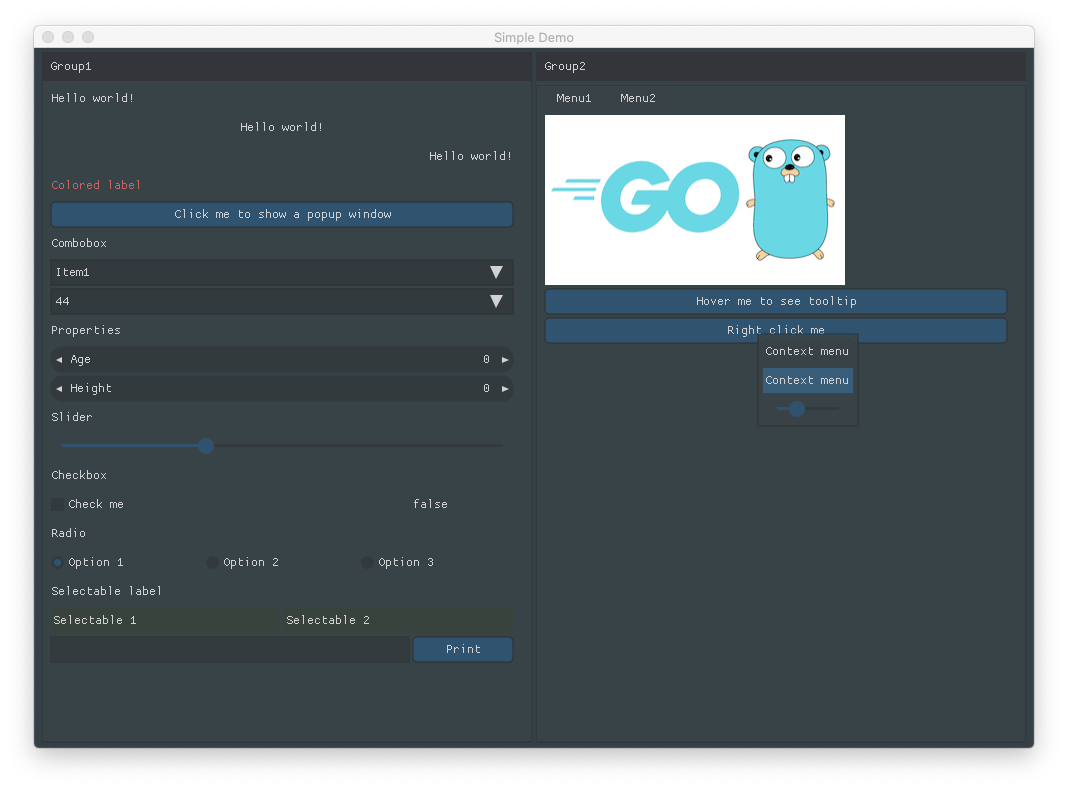 Simple Demo
Group1
Hello world!
Hello world!
Hello world!
Colored label
Click me to show a popup window
Combobox
Item1
44
Properties
Age 0
Height 0
Slider
Checkbox
Check me false
Radio
Option 1 Option 2 Option 3
Selectable label
Selectable 1 Selectable 2
Print
Group2
Menu1 Menu2
GO
Hover me to see tooltip
Right click me
Context menu
Context menu